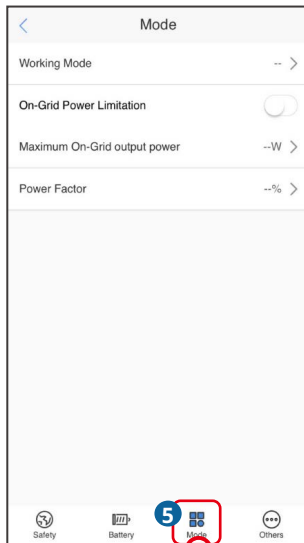 Mode
Working Mode -- >
On-Grid Power Limitation
Maximum On-Grid output power --W >
Power Factor --% >
5
Safety Battery Mode Others